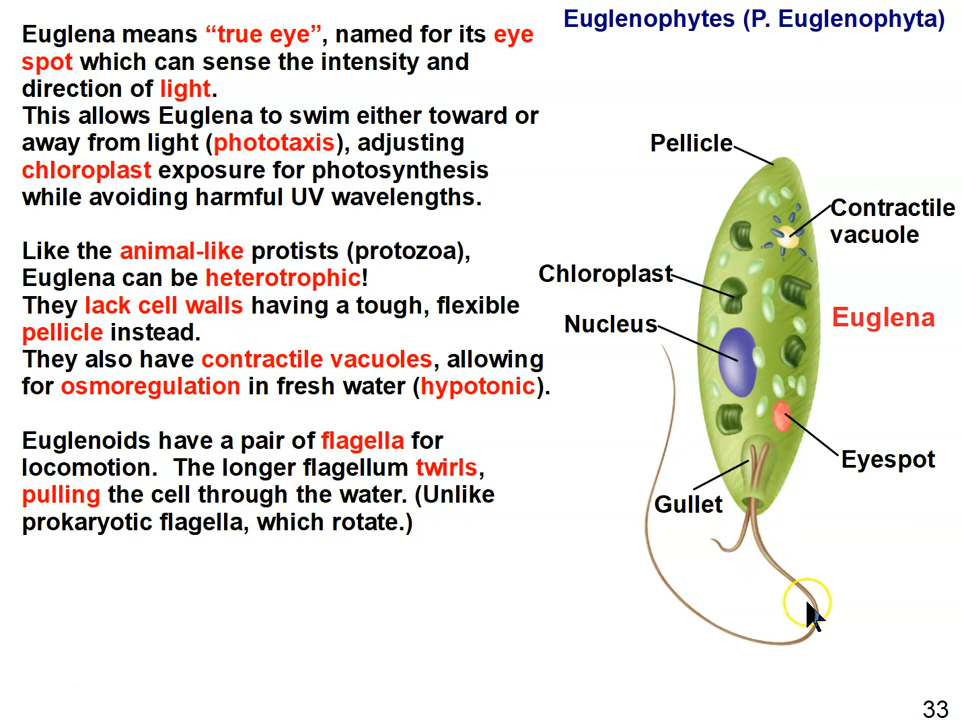 Euglenophytes (P. Euglenophyta)
Euglena means “true eye”, named for its eye
spot which can sense the intensity and
direction of light.
This allows Euglena to swim either toward or
away from light (phototaxis), adjusting
chloroplast exposure for photosynthesis
while avoiding harmful UV wavelengths.
Like the animal-like protists (protozoa),
Euglena can be heterotrophic!
They lack cell walls having a tough, flexible
pellicle instead.
They also have contractile vacuoles, allowing
for osmoregulation in fresh water (hypotonic).
Euglenoids have a pair of flagella for
locomotion. The longer flagellum twirls,
pulling the cell through the water. (Unlike
prokaryotic flagella, which rotate.)
Pellicle
Contractile
vacuole
Chloroplast
Nucleus
Euglena
Eyespot
Gullet
33